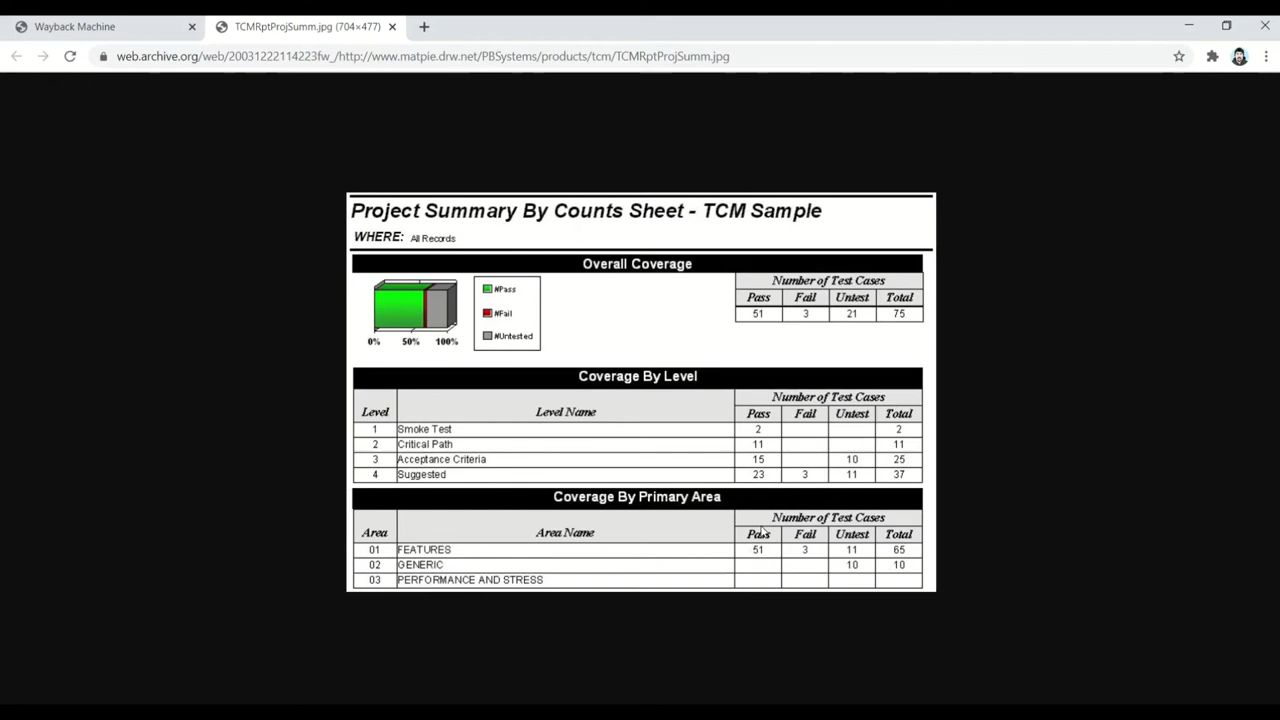 Wayback Machine
TCMRptProjSumm.jpg (704×477)
web.archive.org/web/20031222114223fw_/http://www.matpie.drw.net/PBSystems/products/tcm/TCMRptProjSumm.jpg
Project Summary By Counts Sheet - TCM Sample
WHERE: All Records
Overall Coverage
#Pass
#Fail
#Untested
0% 50% 100%
Number of Test Cases
Pass Fail Untest Total
51 3 21 75
Coverage By Level
Number of Test Cases
Level Level Name Pass Fail Untest Total
1 Smoke Test 2 2
2 Critical Path 11 11
3 Acceptance Criteria 15 10 25
4 Suggested 23 3 11 37
Coverage By Primary Area
Number of Test Cases
Area Area Name Pass Fail Untest Total
01 FEATURES 51 3 11 65
02 GENERIC 10 10
03 PERFORMANCE AND STRESS